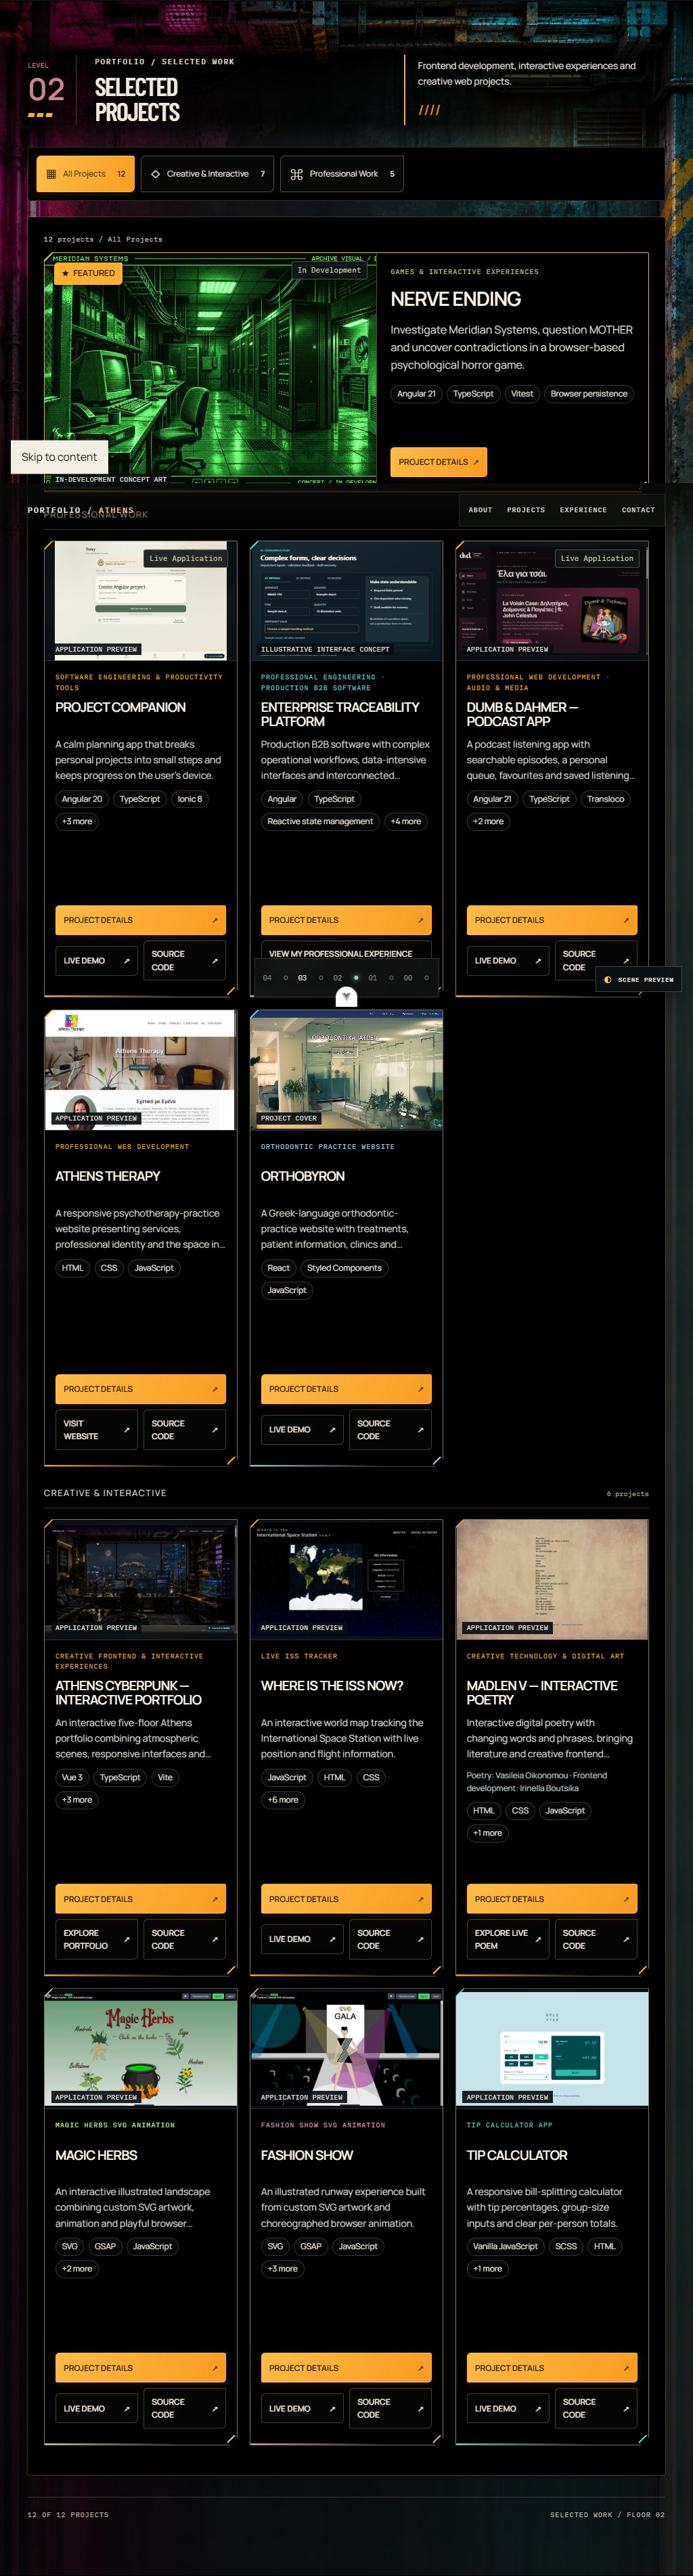 PORTFOLIO / SELECTED WORK
LEVEL
02
SELECTED
PROJECTS
Frontend development, interactive experiences and
creative web projects.
////
All Projects 12
Creative & Interactive 7
Professional Work 5
12 projects / All Projects
MERIDIAN SYSTEMS
ARCHIVE VISUAL /
★ FEATURED
In Development
GAMES & INTERACTIVE EXPERIENCES
NERVE ENDING
Investigate Meridian Systems, question MOTHER
and uncover contradictions in a browser-based
psychological horror game.
Angular 21 TypeScript Vitest Browser persistence
Skip to content
PROJECT DETAILS ↗
IN-DEVELOPMENT CONCEPT ART
PORTFOLIO / ATHENS
ABOUT PROJECTS EXPERIENCE CONTACT
PROFESSIONAL WORK
Today
Create Angular project
Live Application
APPLICATION PREVIEW
Complex forms, clear decisions
Make state understandable
ILLUSTRATIVE INTERFACE CONCEPT
Live Application
Έλα για τσάι.
APPLICATION PREVIEW
SOFTWARE ENGINEERING & PRODUCTIVITY
TOOLS
PROJECT COMPANION
A calm planning app that breaks
personal projects into small steps and
keeps progress on the user's device.
Angular 20 TypeScript Ionic 8
+3 more
PROJECT DETAILS ↗
LIVE DEMO ↗
SOURCE
CODE ↗
PROFESSIONAL ENGINEERING ·
PRODUCTION B2B SOFTWARE
ENTERPRISE TRACEABILITY
PLATFORM
Production B2B software with complex
operational workflows, data-intensive
interfaces and interconnected…
Angular TypeScript
Reactive state management +4 more
PROJECT DETAILS ↗
VIEW MY PROFESSIONAL EXPERIENCE
04 03 02 01 00
PROFESSIONAL WEB DEVELOPMENT ·
AUDIO & MEDIA
DUMB & DAHMER —
PODCAST APP
A podcast listening app with
searchable episodes, a personal
queue, favourites and saved listening…
Angular 21 TypeScript Transloco
+2 more
PROJECT DETAILS ↗
LIVE DEMO ↗
SOURCE
CODE
SCENE PREVIEW
Athens Therapy
APPLICATION PREVIEW
PROFESSIONAL WEB DEVELOPMENT
ATHENS THERAPY
A responsive psychotherapy-practice
website presenting services,
professional identity and the space in…
HTML CSS JavaScript
PROJECT DETAILS ↗
VISIT
WEBSITE ↗
SOURCE
CODE ↗
PROJECT COVER
ORTHODONTIC PRACTICE WEBSITE
ORTHOBYRON
A Greek-language orthodontic-
practice website with treatments,
patient information, clinics and…
React Styled Components
JavaScript
PROJECT DETAILS ↗
LIVE DEMO ↗
SOURCE
CODE ↗
CREATIVE & INTERACTIVE
6 projects
APPLICATION PREVIEW
CREATIVE FRONTEND & INTERACTIVE
EXPERIENCES
ATHENS CYBERPUNK —
INTERACTIVE PORTFOLIO
An interactive five-floor Athens
portfolio combining atmospheric
scenes, responsive interfaces and…
Vue 3 TypeScript Vite
+3 more
PROJECT DETAILS ↗
EXPLORE
PORTFOLIO ↗
SOURCE
CODE ↗
Where is the
International Space Station now?
APPLICATION PREVIEW
LIVE ISS TRACKER
WHERE IS THE ISS NOW?
An interactive world map tracking the
International Space Station with live
position and flight information.
JavaScript HTML CSS
+6 more
PROJECT DETAILS ↗
LIVE DEMO ↗
SOURCE
CODE ↗
APPLICATION PREVIEW
CREATIVE TECHNOLOGY & DIGITAL ART
MADLEN V — INTERACTIVE
POETRY
Interactive digital poetry with
changing words and phrases, bringing
literature and creative frontend…
Poetry: Vasileia Oikonomou · Frontend
development: Irinella Boutsika
HTML CSS JavaScript
+1 more
PROJECT DETAILS ↗
EXPLORE LIVE
POEM ↗
SOURCE
CODE ↗
Magic Herbs
Click on the herbs
APPLICATION PREVIEW
MAGIC HERBS SVG ANIMATION
MAGIC HERBS
An interactive illustrated landscape
combining custom SVG artwork,
animation and playful browser…
SVG GSAP JavaScript
+2 more
PROJECT DETAILS ↗
LIVE DEMO ↗
SOURCE
CODE ↗
SVG
GALA
APPLICATION PREVIEW
FASHION SHOW SVG ANIMATION
FASHION SHOW
An illustrated runway experience built
from custom SVG artwork and
choreographed browser animation.
SVG GSAP JavaScript
+3 more
PROJECT DETAILS ↗
LIVE DEMO ↗
SOURCE
CODE ↗
APPLICATION PREVIEW
TIP CALCULATOR APP
TIP CALCULATOR
A responsive bill-splitting calculator
with tip percentages, group-size
inputs and clear per-person totals.
Vanilla JavaScript SCSS HTML
+1 more
PROJECT DETAILS ↗
LIVE DEMO ↗
SOURCE
CODE ↗
12 OF 12 PROJECTS
SELECTED WORK / FLOOR 02